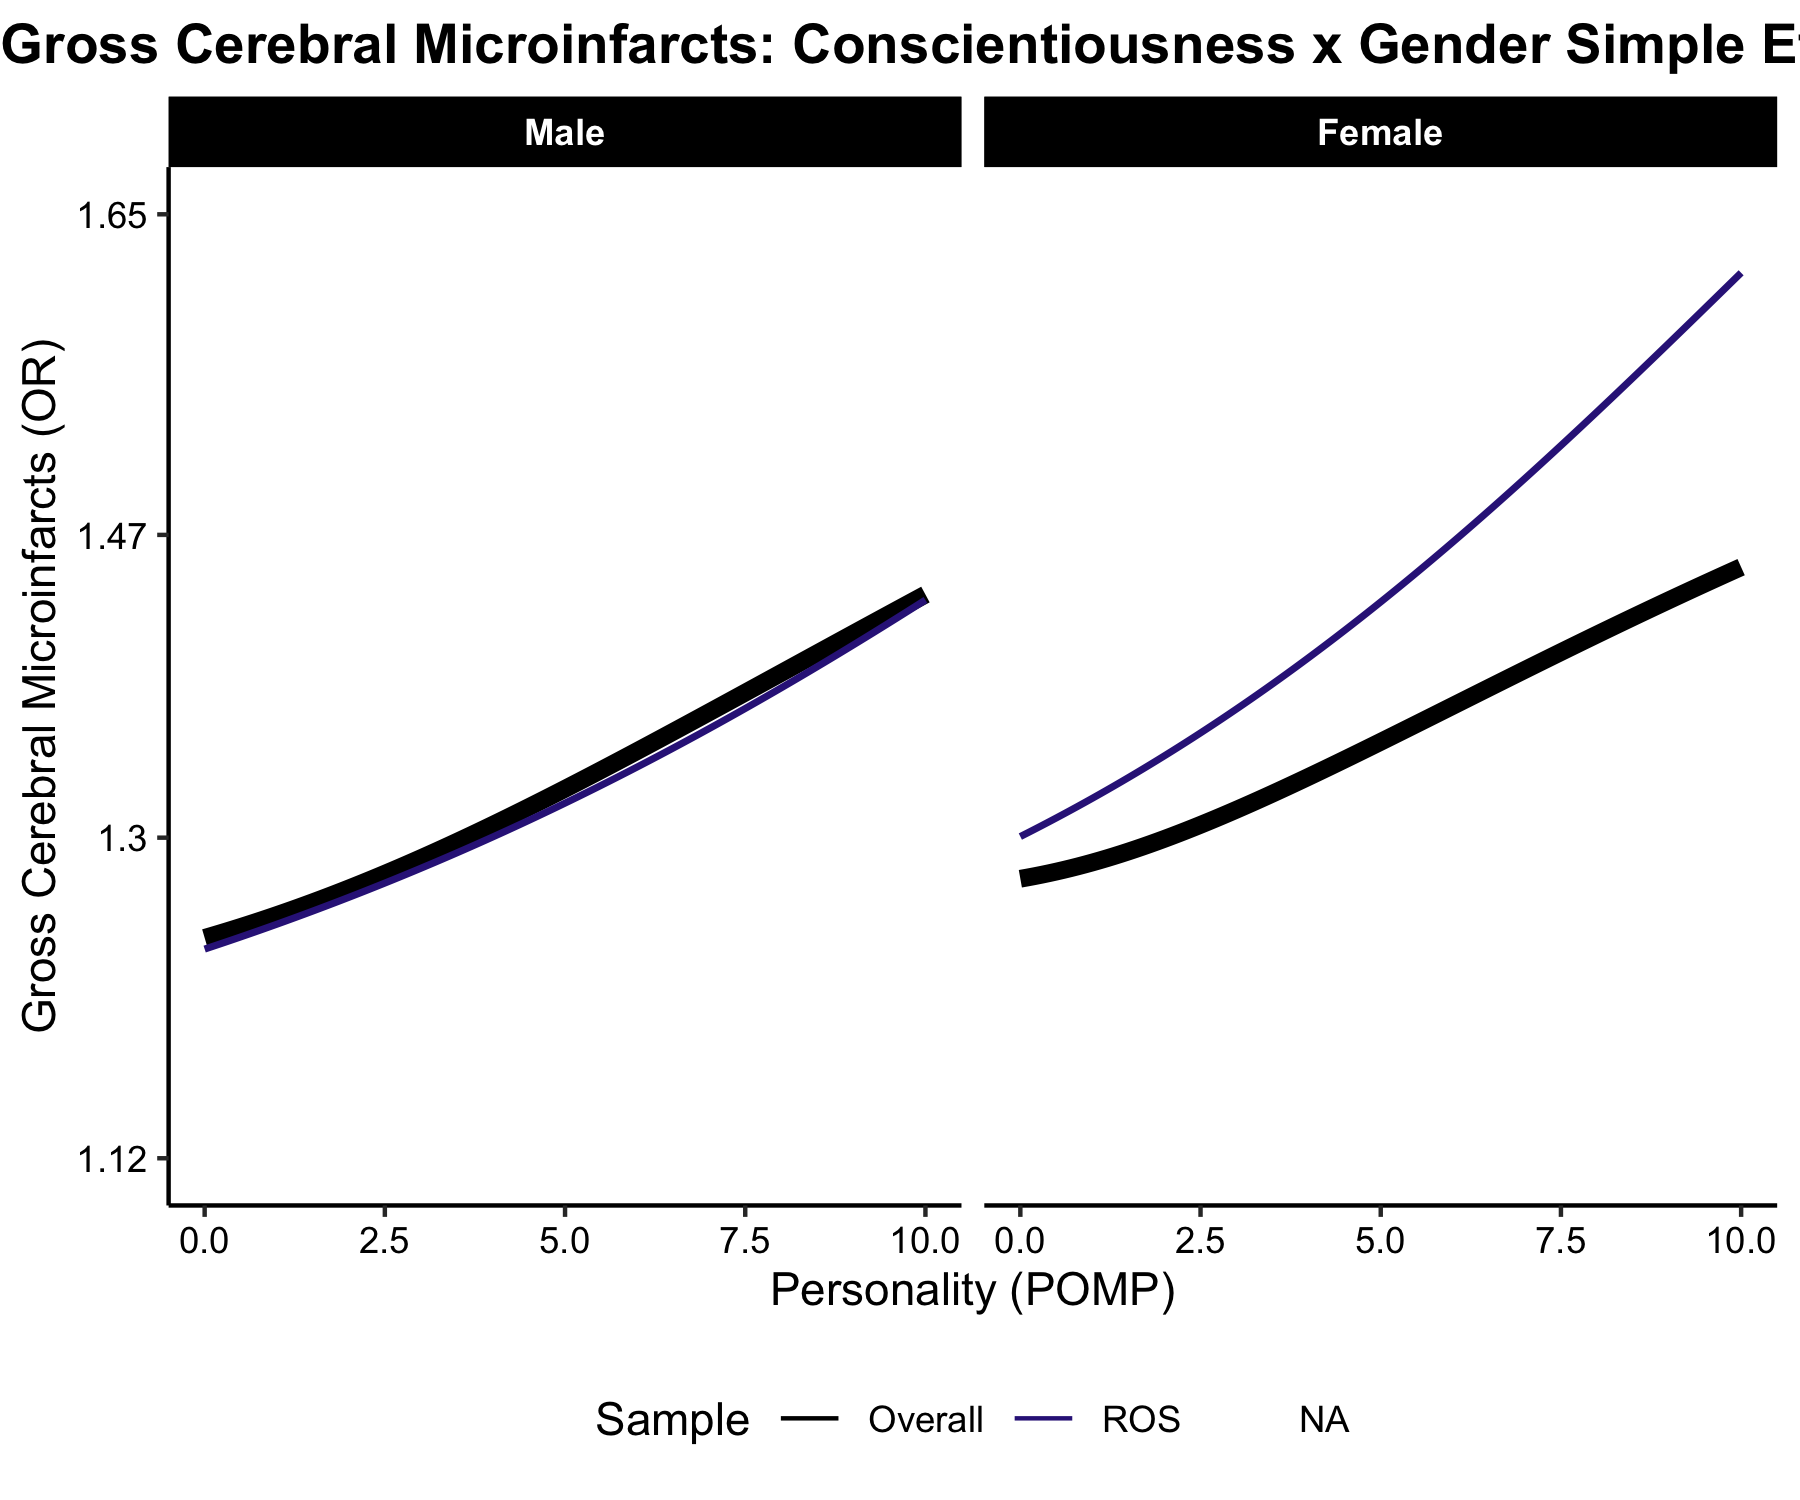 Gross Cerebral Microinfarcts: Conscientiousness x Gender Simple
Male Female
Gross Cerebral Microinfarcts (OR)
1.65
1.47
1.3
1.12
0.0 2.5 5.0 7.5 10.0 0.0 2.5 5.0 7.5 10.0
Personality (POMP)
Sample Overall ROS NA